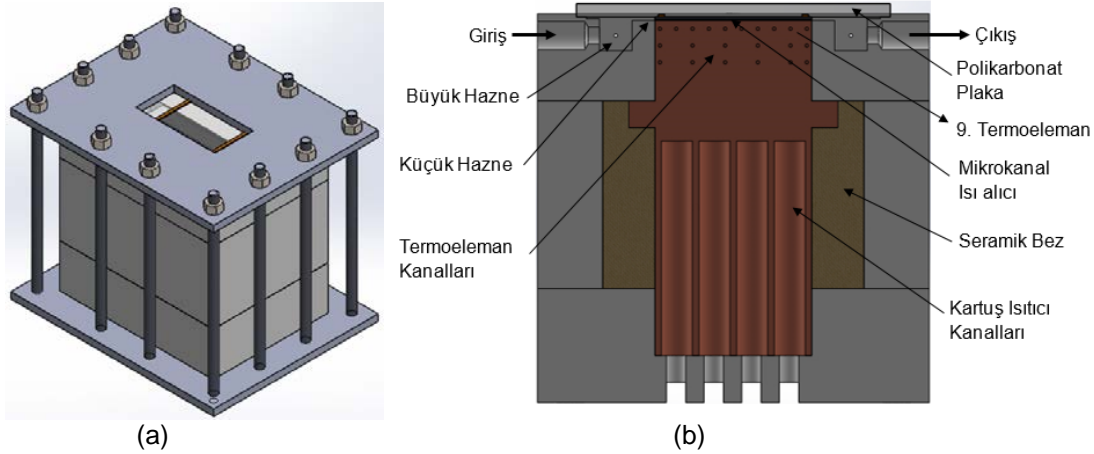 Giriş
Büyük Hazne
Küçük Hazne
Termoeleman
Kanalları
Çıkış
Polikarbonat
Plaka
9. Termoeleman
Mikrokanal
Isı alıcı
Seramik Bez
Kartuş Isıtıcı
Kanalları
(a)
(b)